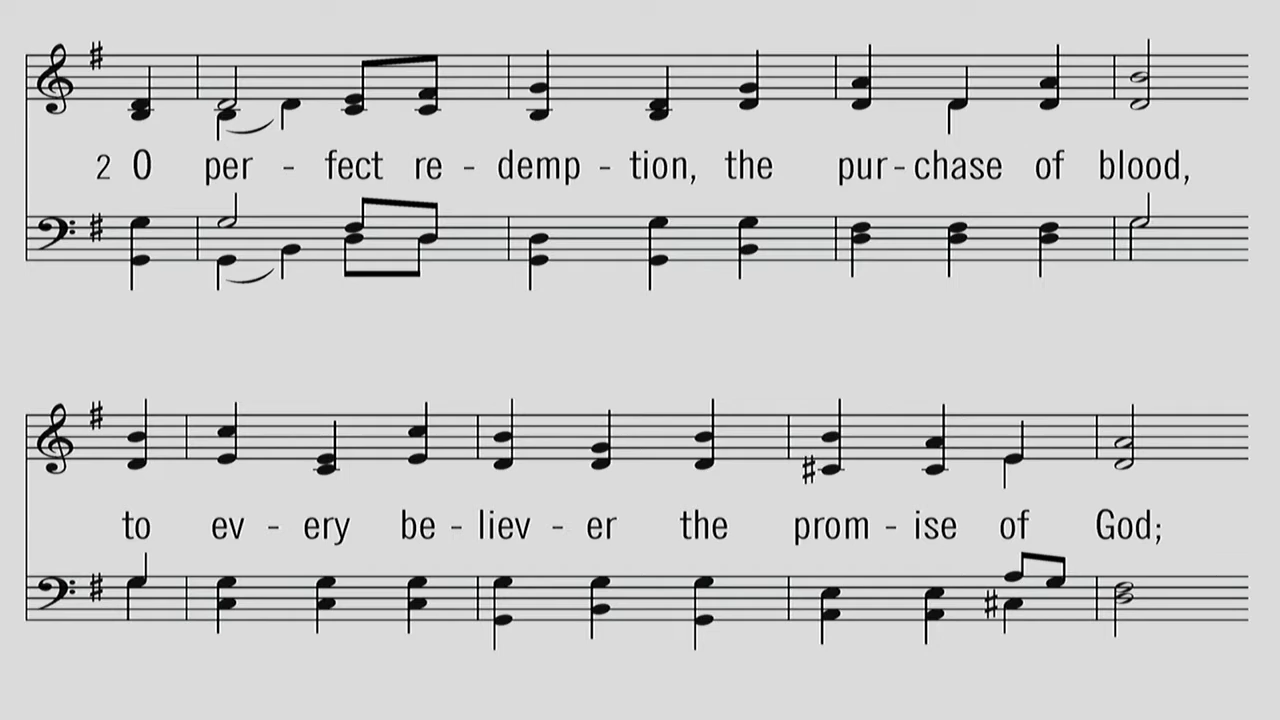 2 O per - fect re - demp - tion, the pur - chase of blood,
to ev - ery be - liev - er the prom - ise of God;